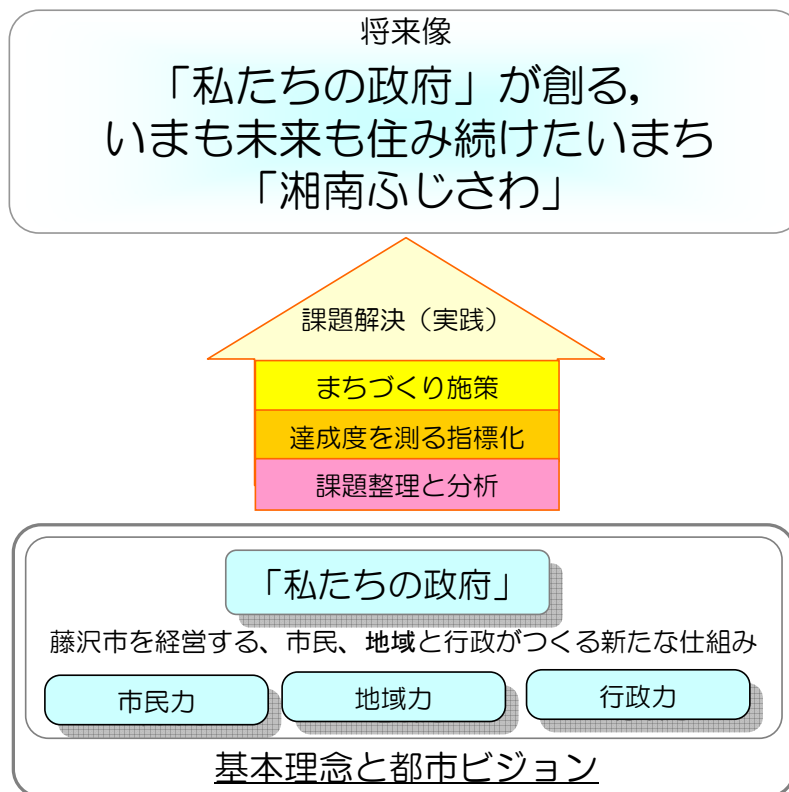 将来像
「私たちの政府」が創る,
いまも未来も住み続けたいまち
「湘南ふじさわ」
課題解決（実践）
まちづくり施策
達成度を測る指標化
課題整理と分析
「私たちの政府」
藤沢市を経営する、市民、地域と行政がつくる新たな仕組み
市民力
地域力
行政力
基本理念と都市ビジョン